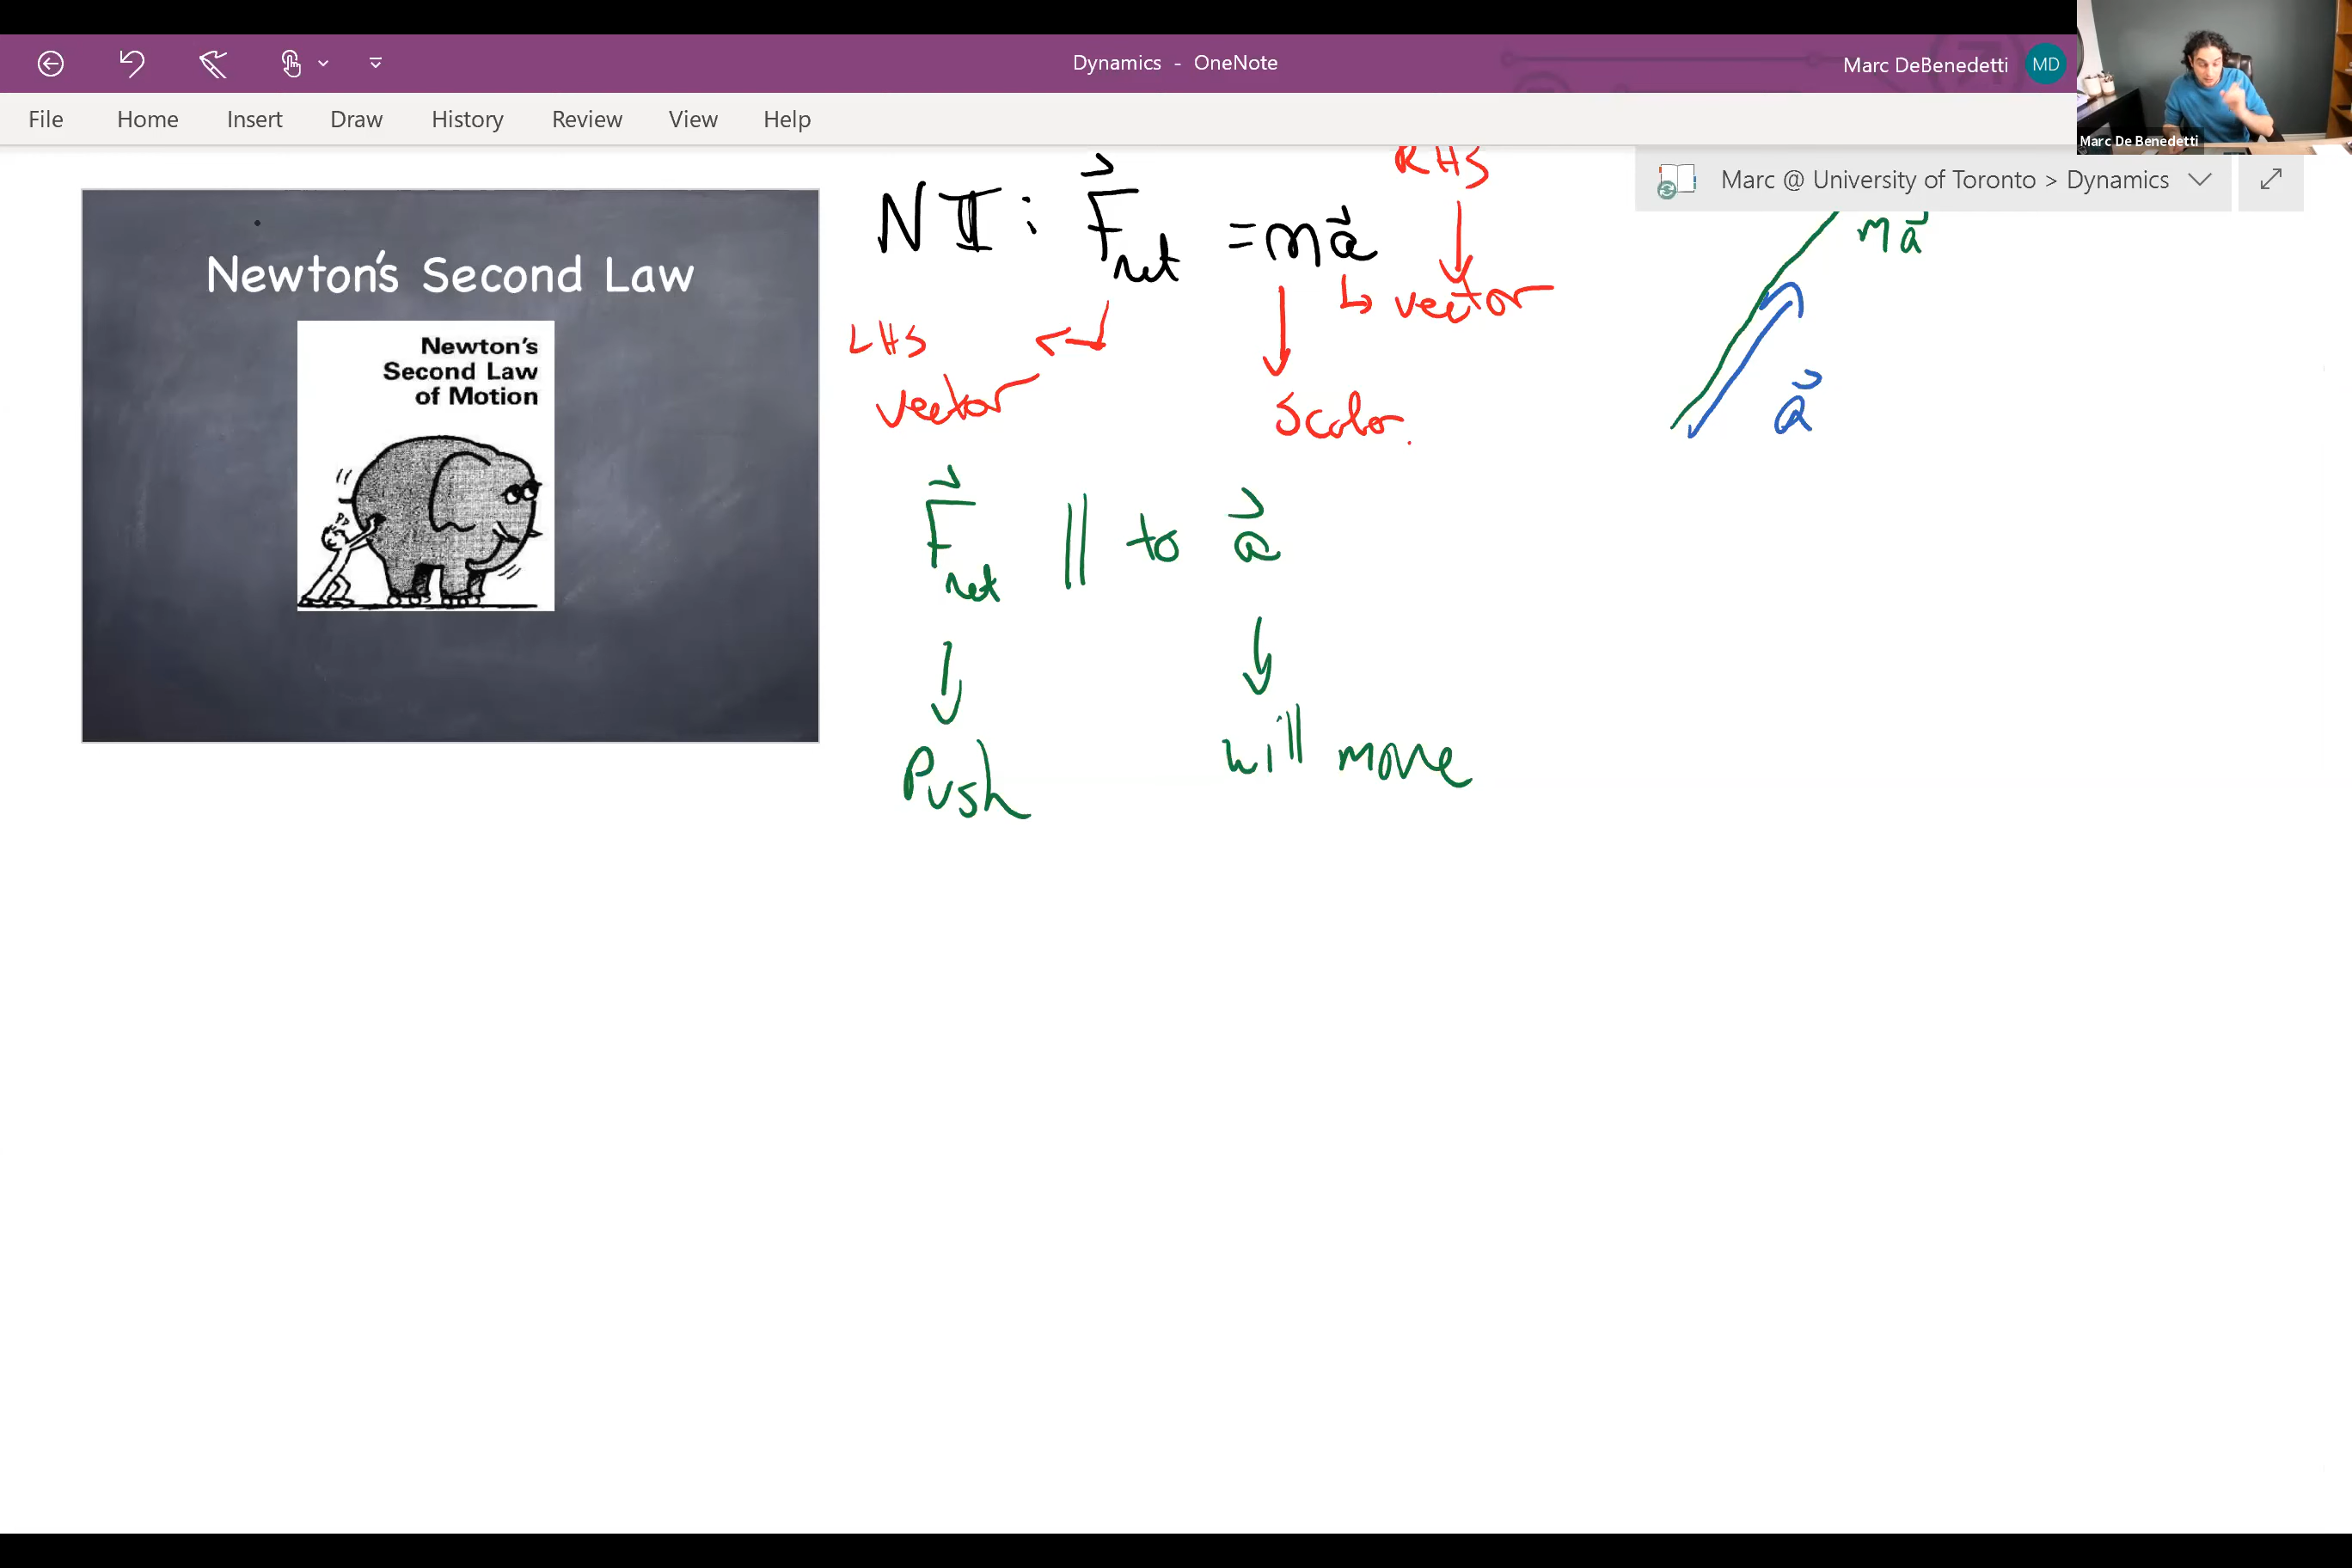 Dynamics - OneNote
Marc DeBenedetti MD
Marc De Benedetti
File Home Insert Draw History Review View Help
Marc @ University of Toronto > Dynamics
Newton's Second Law
Newton's
Second Law
of Motion
N II : F⃗net = ma⃗
RHS
↳ vector
LHS
vector
Scalar.
ma⃗
a⃗
F⃗net || to a⃗
Push
will move